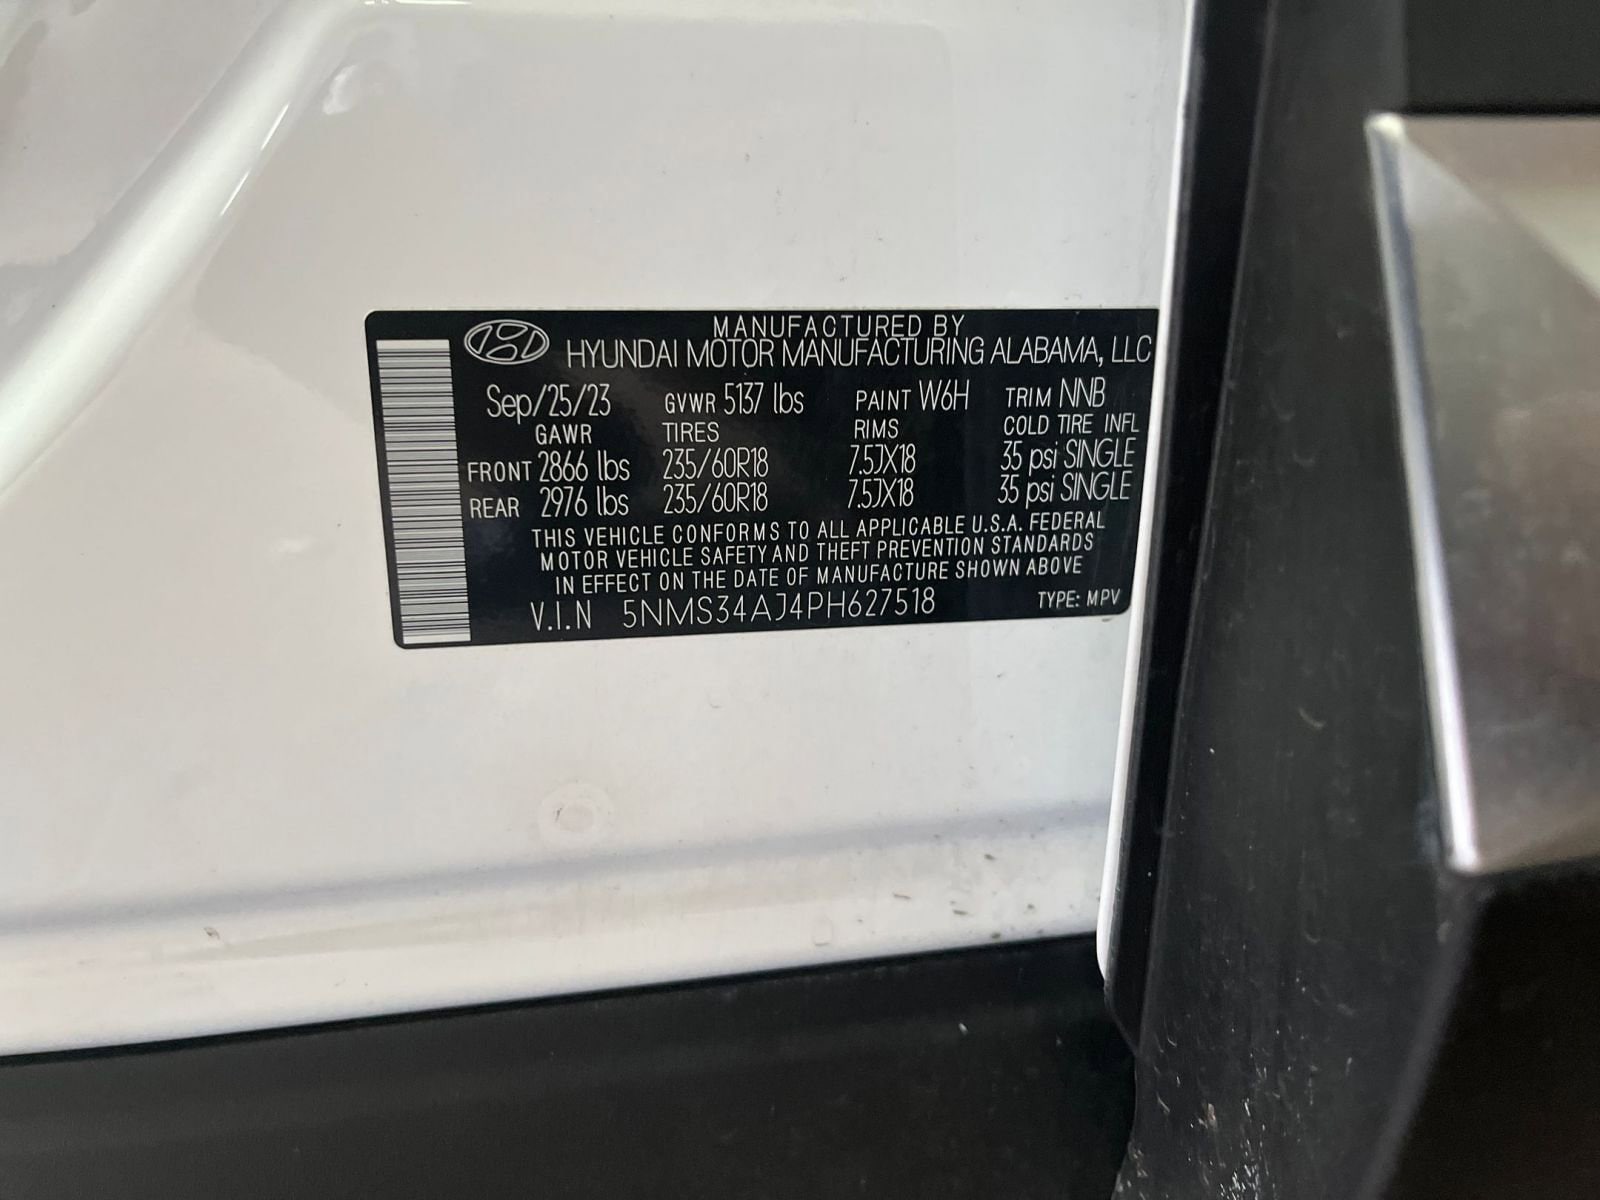 MANUFACTURED BY
HYUNDAI MOTOR MANUFACTURING ALABAMA, LLC
Sep/25/23 GVWR 5137 lbs PAINT W6H TRIM NNB
GAWR TIRES RIMS COLD TIRE INFL
FRONT 2866 lbs 235/60R18 7.5JX18 35 psi SINGLE
REAR 2976 lbs 235/60R18 7.5JX18 35 psi SINGLE
THIS VEHICLE CONFORMS TO ALL APPLICABLE U.S.A. FEDERAL
MOTOR VEHICLE SAFETY AND THEFT PREVENTION STANDARDS
IN EFFECT ON THE DATE OF MANUFACTURE SHOWN ABOVE
V.I.N 5NMS34AJ4PH627518 TYPE: MPV